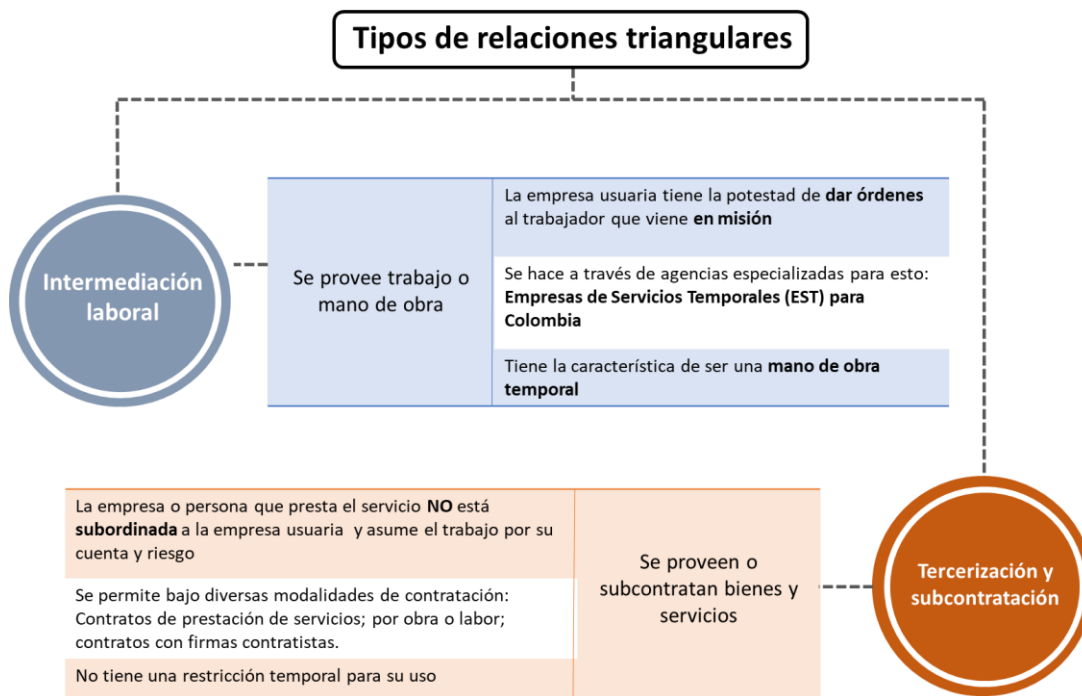 Tipos de relaciones triangulares
Intermediación
laboral
Se provee trabajo o
mano de obra
La empresa usuaria tiene la potestad de dar órdenes
al trabajador que viene en misión
Se hace a través de agencias especializadas para esto:
Empresas de Servicios Temporales (EST) para
Colombia
Tiene la característica de ser una mano de obra
temporal
La empresa o persona que presta el servicio NO está
subordinada a la empresa usuaria y asume el trabajo por su
cuenta y riesgo
Se permite bajo diversas modalidades de contratación:
Contratos de prestación de servicios; por obra o labor;
contratos con firmas contratistas.
No tiene una restricción temporal para su uso
Se proveen o
subcontratan bienes y
servicios
Tercerización y
subcontratación